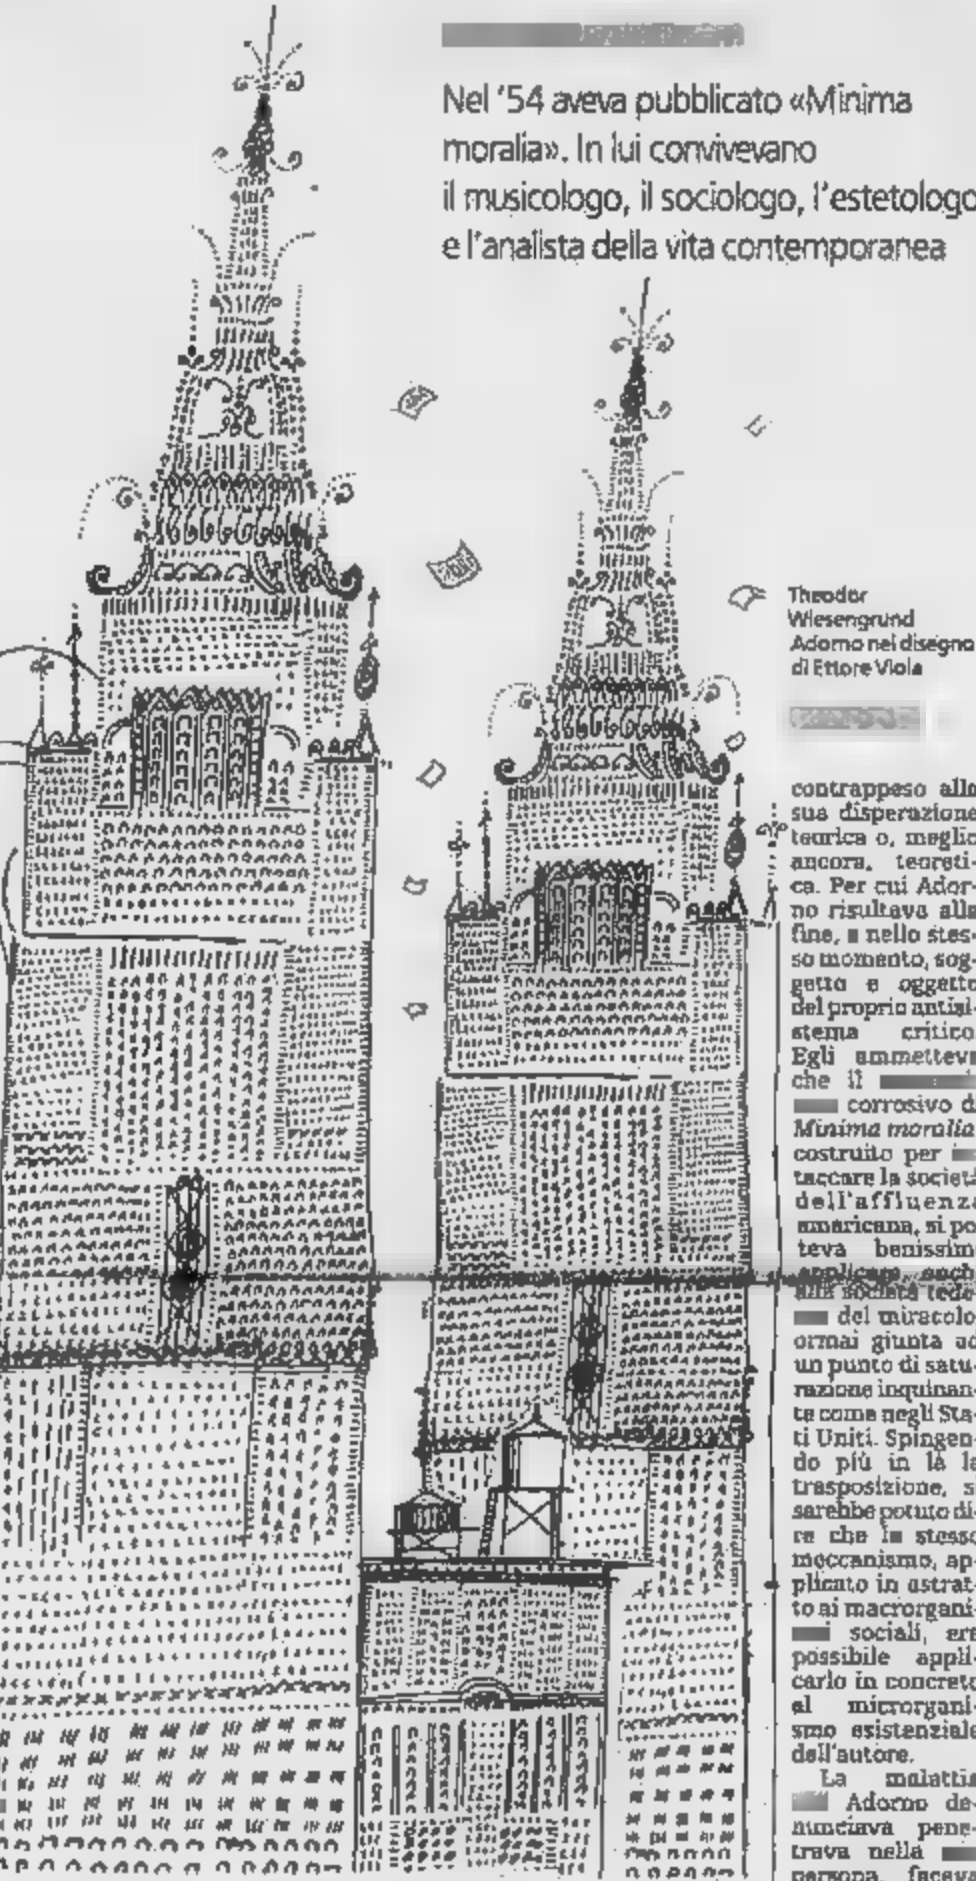 Nel '54 aveva pubblicato «Minima
moralia». In lui convivevano
il musicologo, il sociologo, l'estetologo
e l'analista della vita contemporanea
Theodor
Wiesengrund
Adorno nel disegno
di Ettore Viola
contrappeso alla
sua disperazione
teorica o, meglio
ancora, teoreti-
ca. Per cui Ador-
no risultava alla
fine, e nello stes-
so momento, sog-
getto e oggetto
del proprio antisi-
stema critico.
Egli ammetteva
che il
corrosivo di
Minima moralia
costruito per
taccare la società
dell'affluenza
americana, si po
teva benissim
applicare anch
alla società tede-
del miracolo
ormai giunta ad
un punto di satu-
razione inquinan-
te come negli Sta-
ti Uniti. Spingen-
do più in là la
trasposizione, si
sarebbe potuto di-
re che lo stesso
meccanismo, ap-
plicato in astrat-
to ai macrorgani-
sociali, era
possibile appli-
carlo in concreto
al microrgani-
smo esistenziale
dell'autore.
La malattia
Adorno de-
nunciava pene-
trava nella
persona, faceva